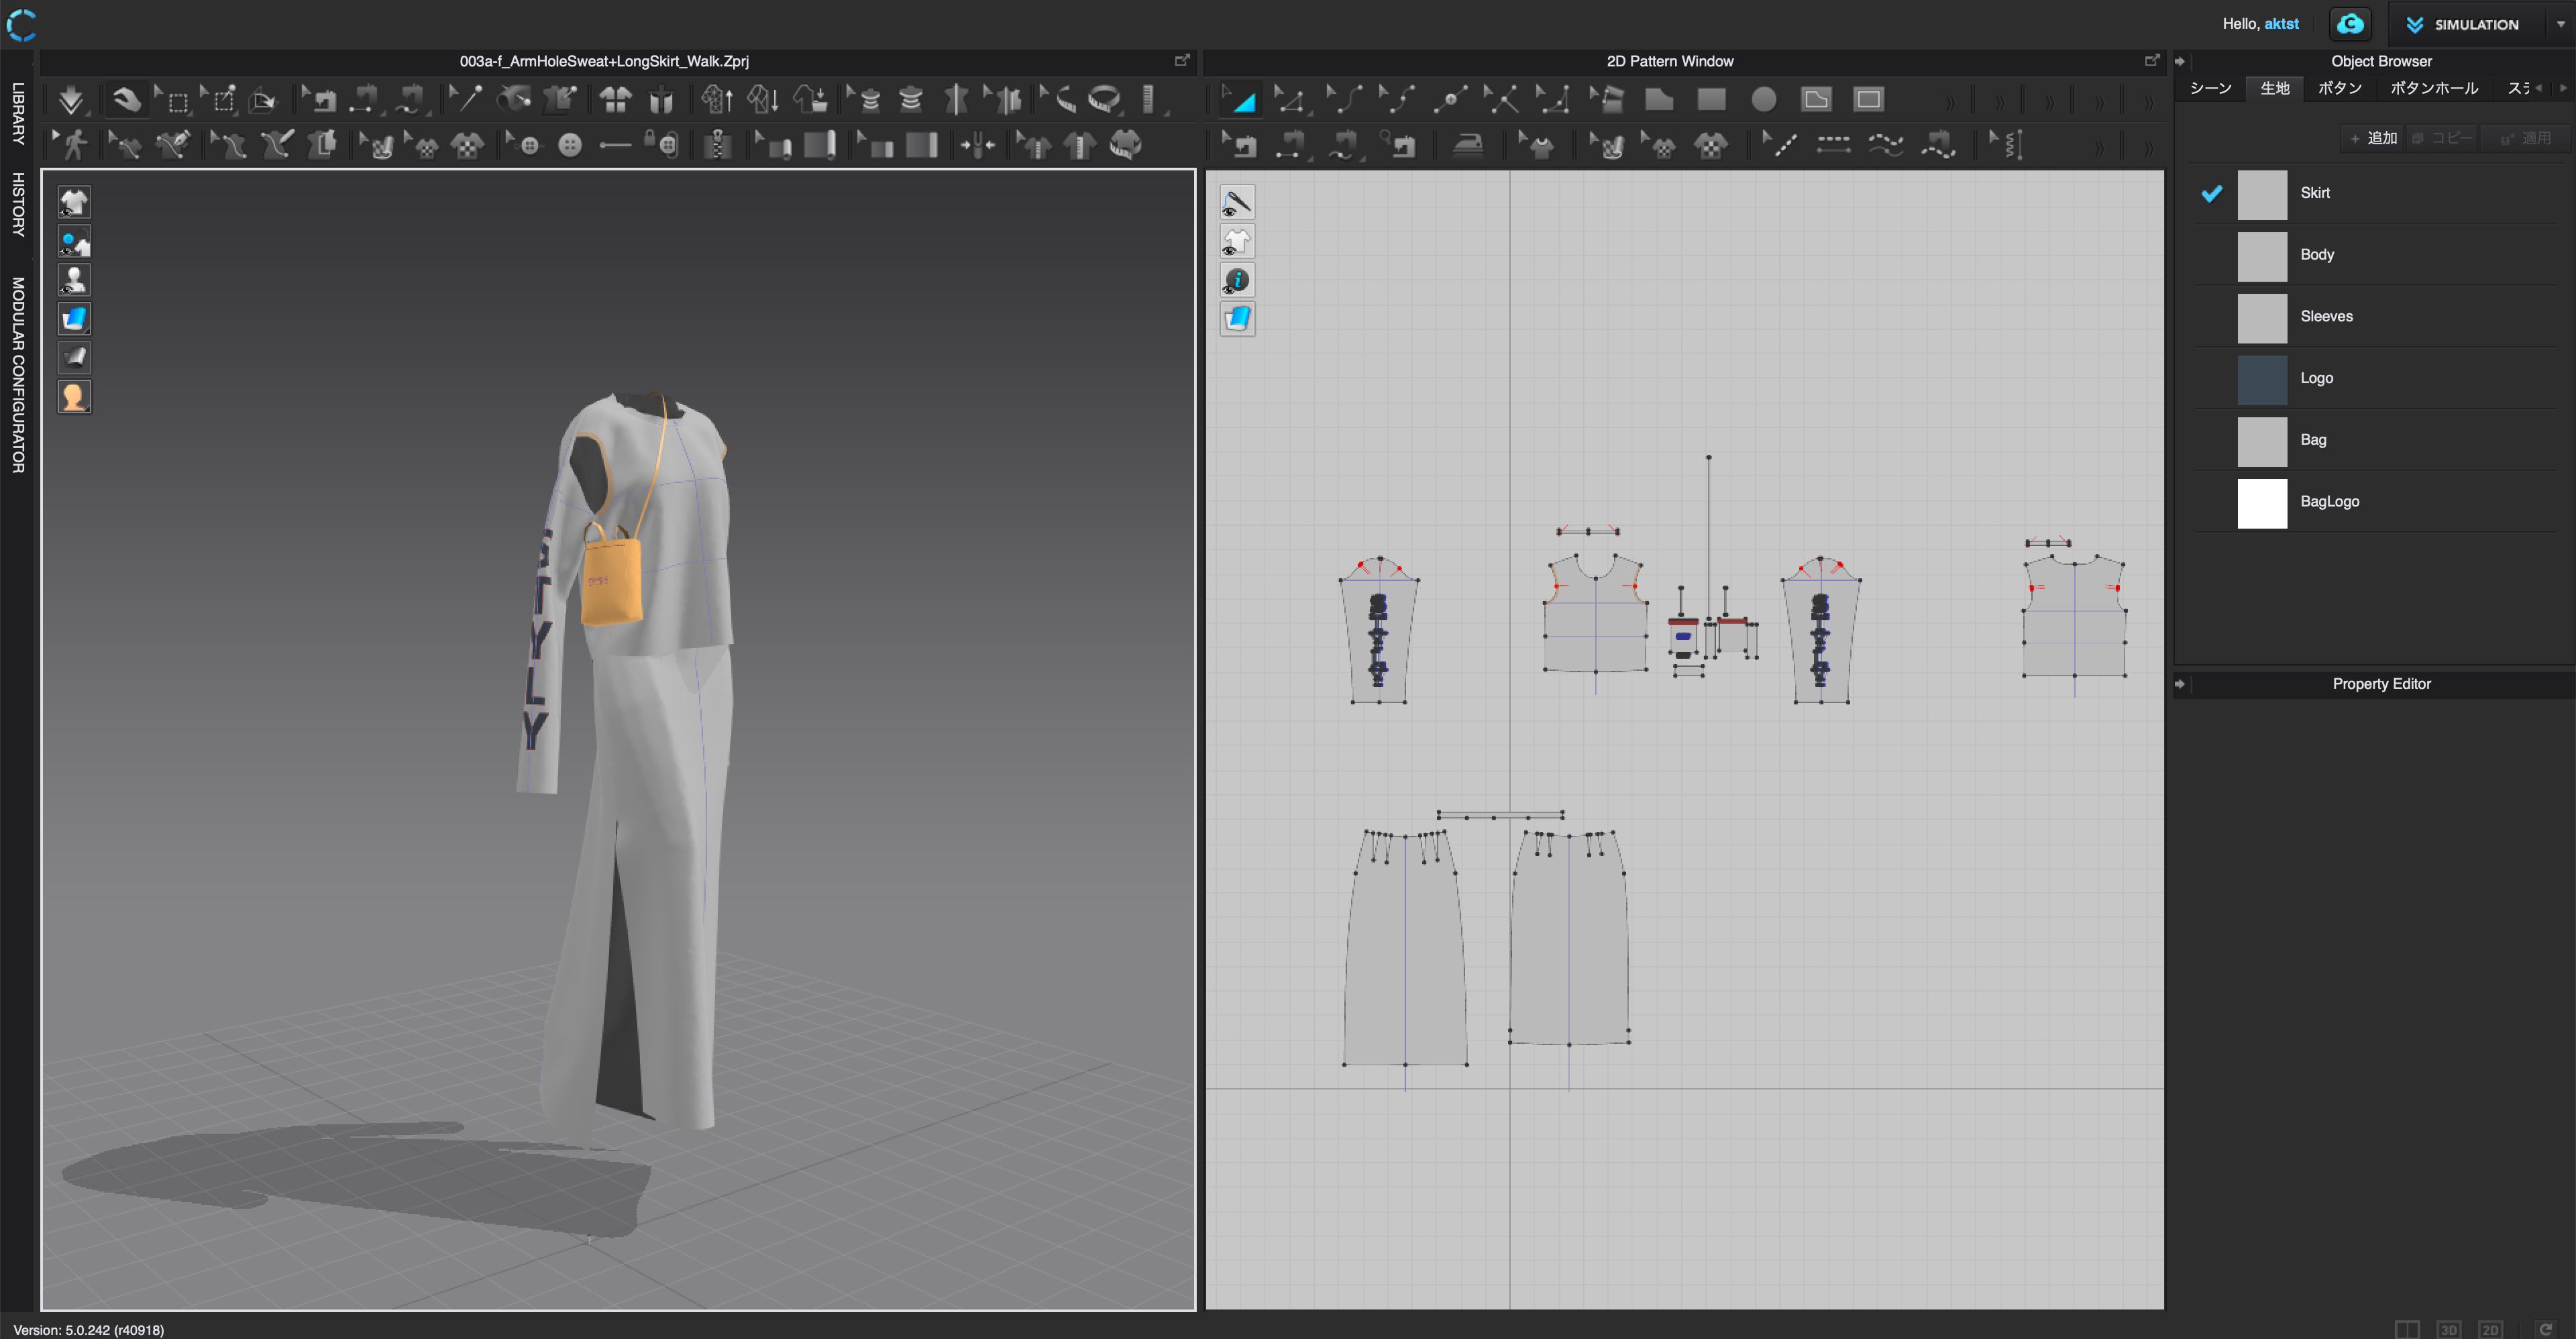 Hello, aktst
SIMULATION
003a-f_ArmHoleSweat+LongSkirt_Walk.Zprj
2D Pattern Window
Object Browser
LIBRARY
HISTORY
MODULAR CONFIGURATOR
シーン
生地
ボタン
ボタンホール
+ 追加
コピー
適用
Skirt
Body
Sleeves
Logo
Bag
BagLogo
STYLY
Property Editor
Version: 5.0.242 (r40918)
3D
2D